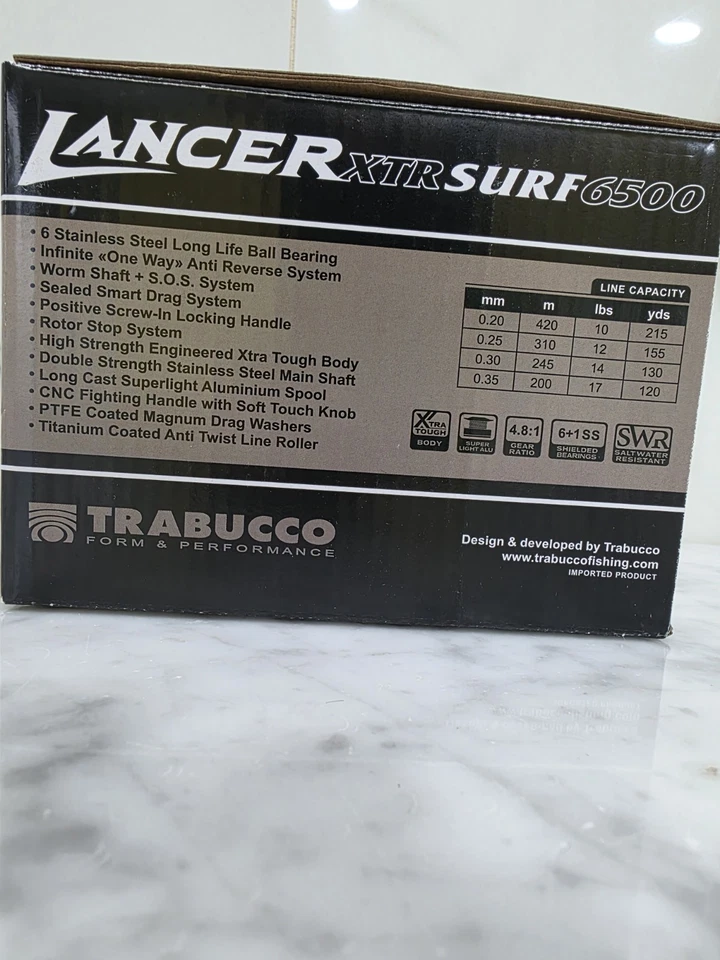 LANCER XTR SURF 6500
• 6 Stainless Steel Long Life Ball Bearing
• Infinite «One Way» Anti Reverse System
• Worm Shaft + S.O.S. System
• Sealed Smart Drag System
• Positive Screw-In Locking Handle
• Rotor Stop System
• High Strength Engineered Xtra Tough Body
• Double Strength Stainless Steel Main Shaft
• Long Cast Superlight Aluminium Spool
• CNC Fighting Handle with Soft Touch Knob
• PTFE Coated Magnum Drag Washers
• Titanium Coated Anti Twist Line Roller
LINE CAPACITY
mm m lbs yds
0.20 420 10 215
0.25 310 12 155
0.30 245 14 130
0.35 200 17 120
XTRA
TOUGH
BODY
SUPER
LIGHT ALU
4.8:1
GEAR
RATIO
6+1 SS
SHIELDED
BEARINGS
SWR
SALTWATER
RESISTANT
TRABUCCO
FORM & PERFORMANCE
Design & developed by Trabucco
www.trabuccofishing.com
IMPORTED PRODUCT